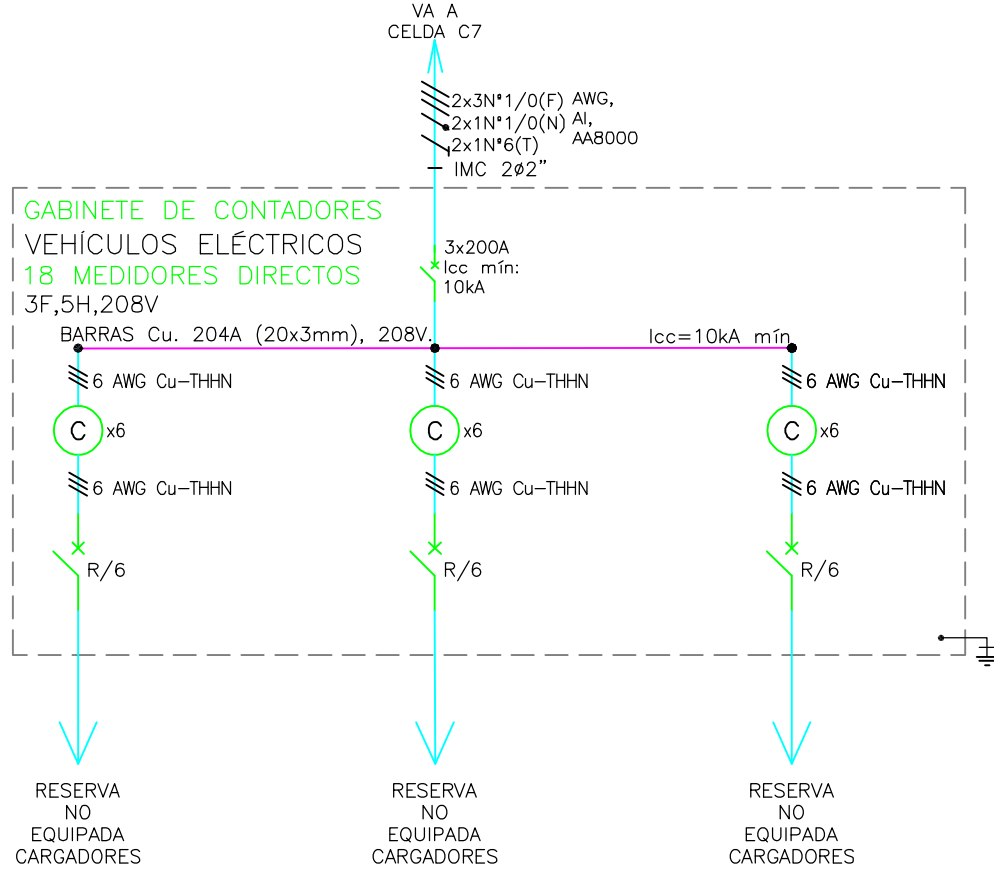 VA A
CELDA C7
2x3N°1/0(F) AWG,
2x1N°1/0(N) Al,
2x1N°6(T) AA8000
IMC 2ø2"
GABINETE DE CONTADORES
VEHÍCULOS ELÉCTRICOS
18 MEDIDORES DIRECTOS
3F,5H,208V
3x200A
Icc mín:
10kA
BARRAS Cu. 204A (20x3mm), 208V.
Icc=10kA mín
6 AWG Cu-THHN
6 AWG Cu-THHN
6 AWG Cu-THHN
C x6
C x6
C x6
6 AWG Cu-THHN
6 AWG Cu-THHN
6 AWG Cu-THHN
R/6
R/6
R/6
RESERVA
NO
EQUIPADA
CARGADORES
RESERVA
NO
EQUIPADA
CARGADORES
RESERVA
NO
EQUIPADA
CARGADORES